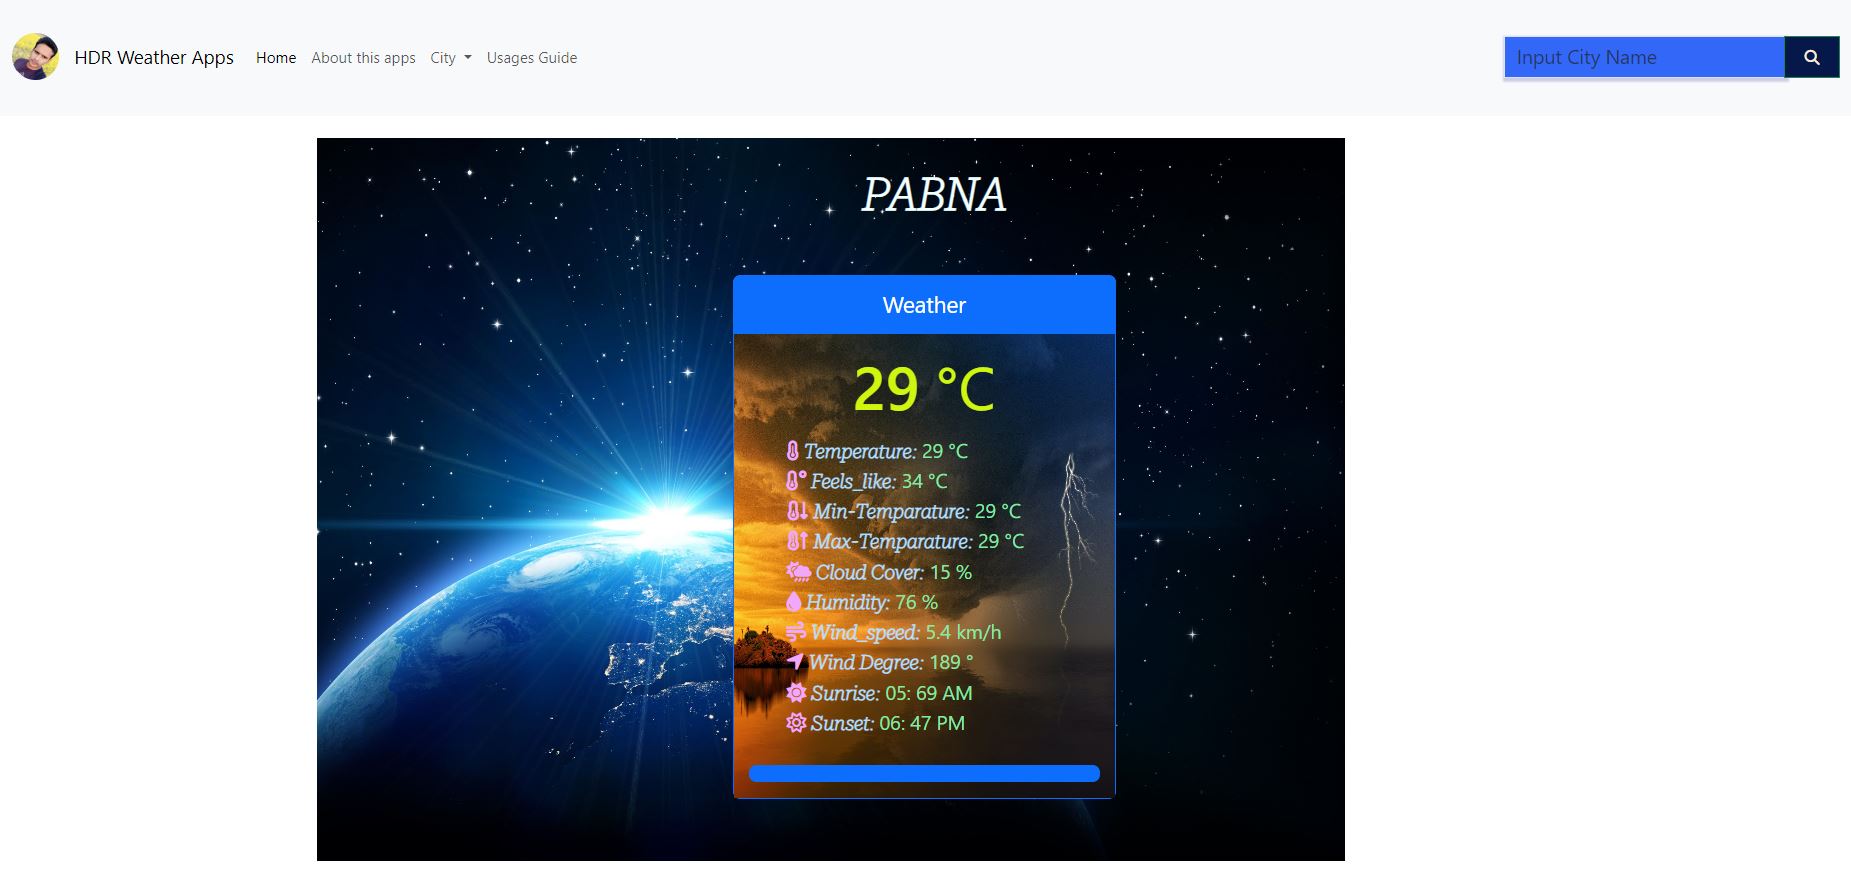 HDR Weather Apps Home About this apps City Usages Guide Input City Name
PABNA
Weather
29 °C
Temperature: 29 °C
Feels_like: 34 °C
Min-Temparature: 29 °C
Max-Temparature: 29 °C
Cloud Cover: 15 %
Humidity: 76 %
Wind_speed: 5.4 km/h
Wind Degree: 189 °
Sunrise: 05: 69 AM
Sunset: 06: 47 PM